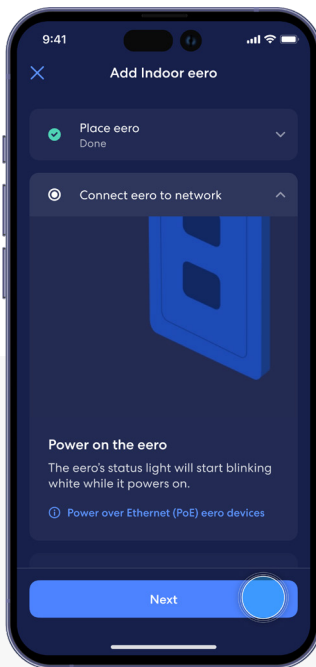 9:41
Add Indoor eero
Place eero
Done
Connect eero to network
Power on the eero
The eero's status light will start blinking
white while it powers on.
Power over Ethernet (PoE) eero devices
Next